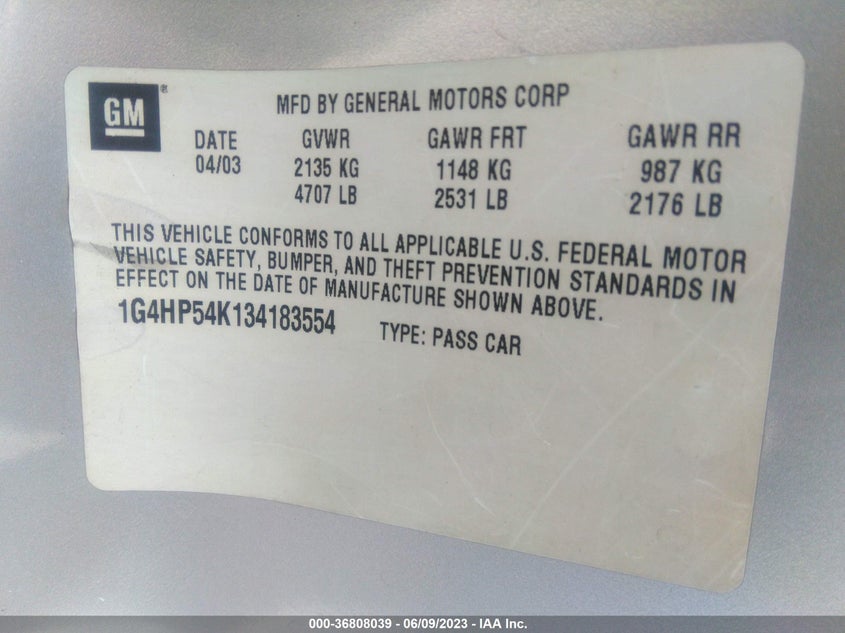 GM®
MFD BY GENERAL MOTORS CORP
DATE GVWR GAWR FRT GAWR RR
04/03 2135 KG 1148 KG 987 KG
4707 LB 2531 LB 2176 LB
THIS VEHICLE CONFORMS TO ALL APPLICABLE U.S. FEDERAL MOTOR
VEHICLE SAFETY, BUMPER, AND THEFT PREVENTION STANDARDS IN
EFFECT ON THE DATE OF MANUFACTURE SHOWN ABOVE.
1G4HP54K134183554 TYPE: PASS CAR
000-36808039 - 06/09/2023 - IAA Inc.